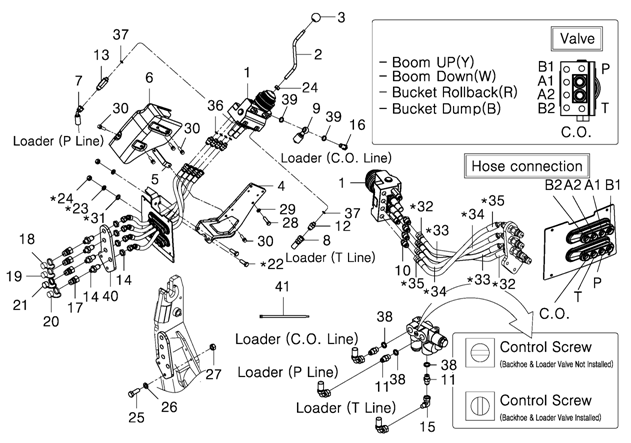 3
37
13
7
6
1
2
24
Valve
– Boom UP(Y)
– Boom Down(W)
– Bucket Rollback(R)
– Bucket Dump(B)
B1
A1
A2
B2
P
T
C.O.
30
36
39
9
39
16
Loader (P Line)
30
Loader (C.O. Line)
5
4
Hose connection
1
B2 A2 A1 B1
*24
*23
*31
29
28
37
12
8
30
*22
Loader (T Line)
*32
*33
*34
*35
10
*35
*34
*33
*32
T
P
C.O.
18
19
21
20
17
14
40
14
41
38
Loader (C.O. Line)
Loader (P Line)
11
38
38
11
Loader (T Line)
15
27
25
26
Control Screw
(Backhoe & Loader Valve Not Installed)
Control Screw
(Backhoe & Loader Valve Installed)